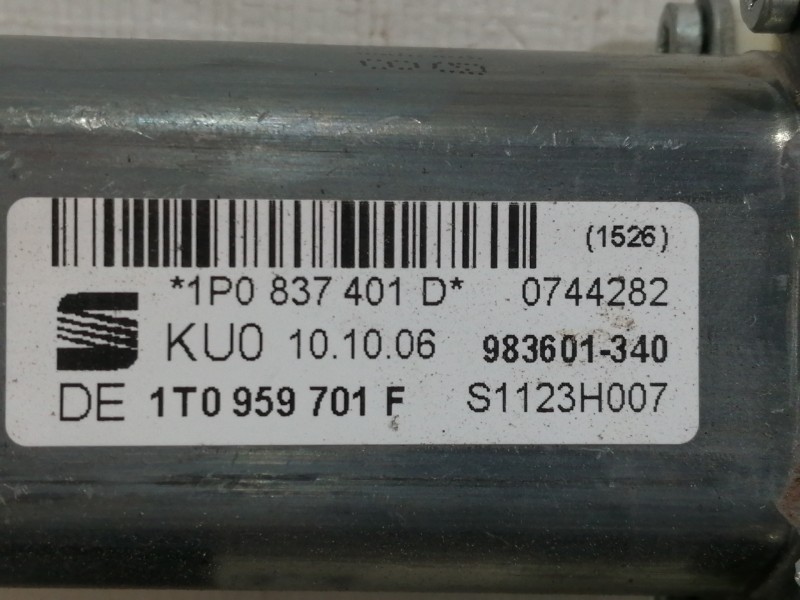 (1526)
*1P0 837 401 D* 0744282
KU0 10.10.06 983601-340
DE 1T0 959 701 F S1123H007